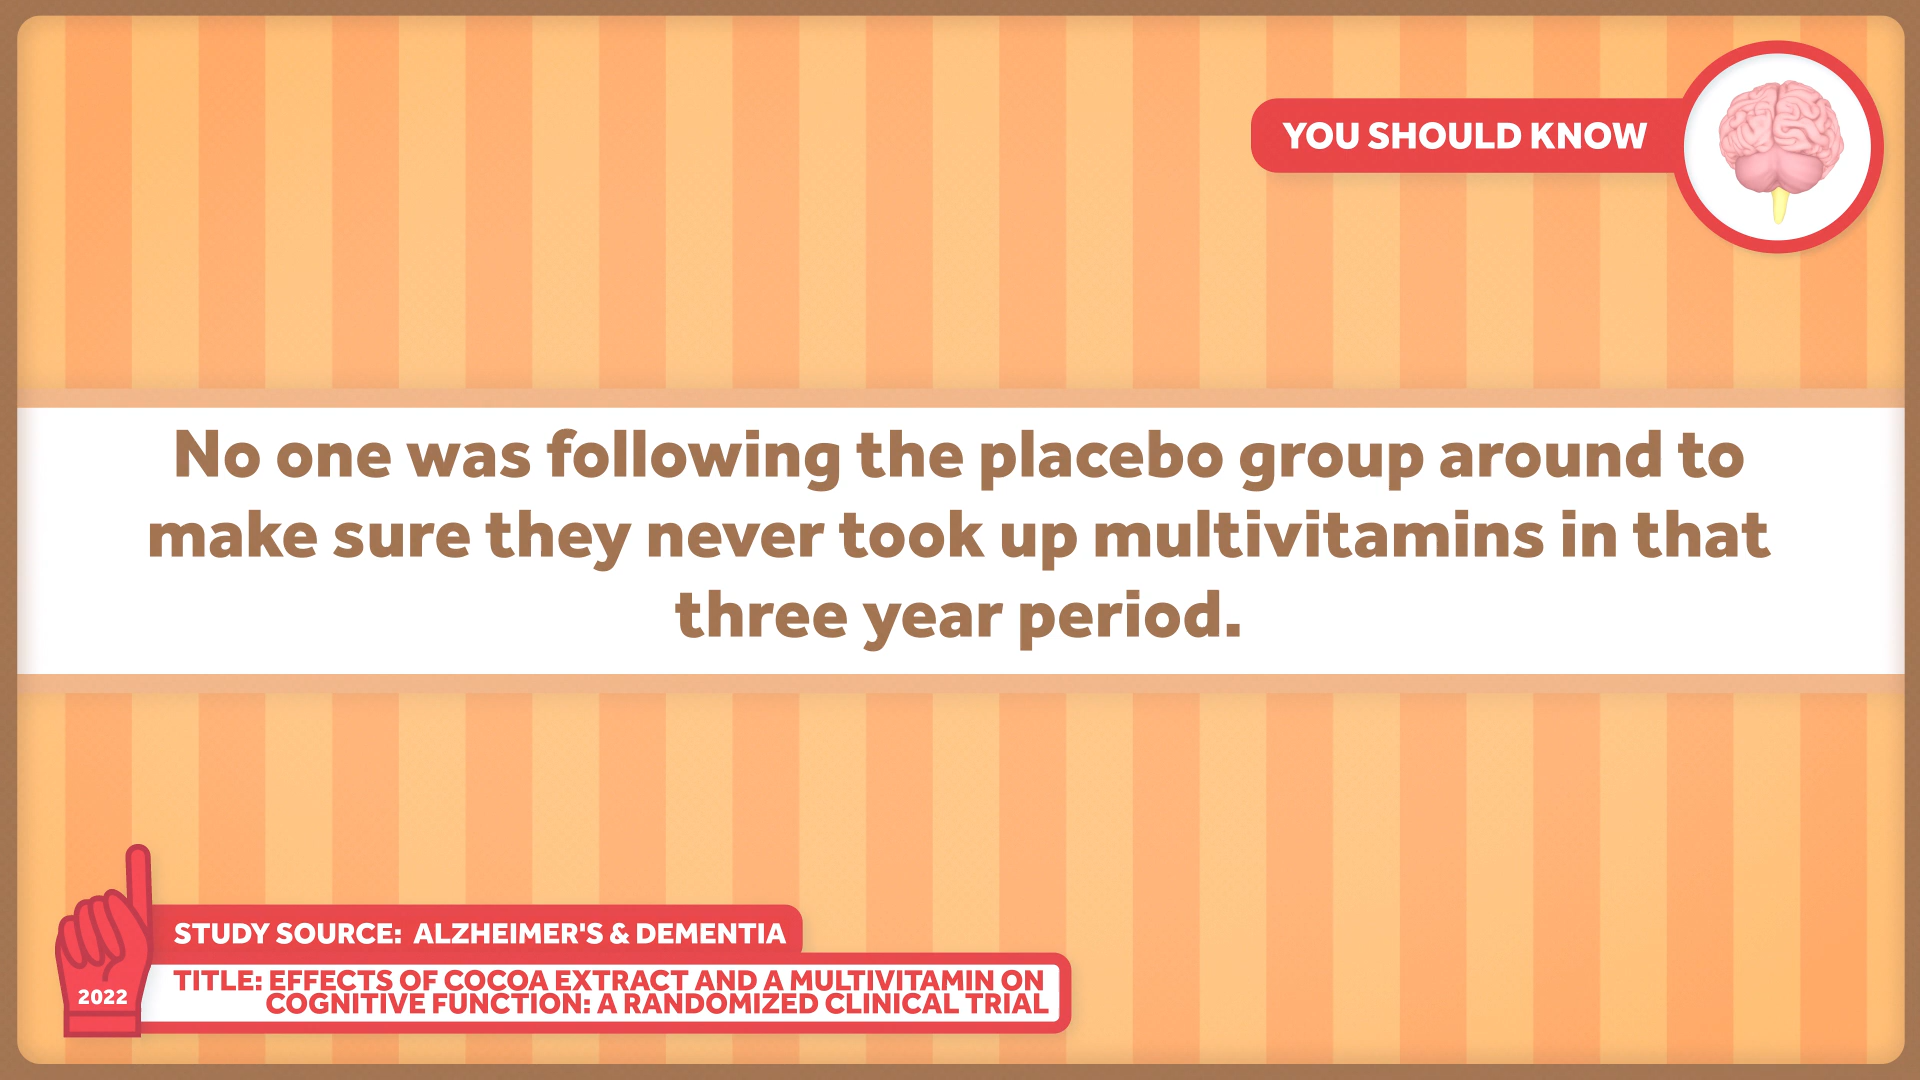 YOU SHOULD KNOW
No one was following the placebo group around to
make sure they never took up multivitamins in that
three year period.
STUDY SOURCE: ALZHEIMER'S & DEMENTIA
TITLE: EFFECTS OF COCOA EXTRACT AND A MULTIVITAMIN ON
COGNITIVE FUNCTION: A RANDOMIZED CLINICAL TRIAL
2022